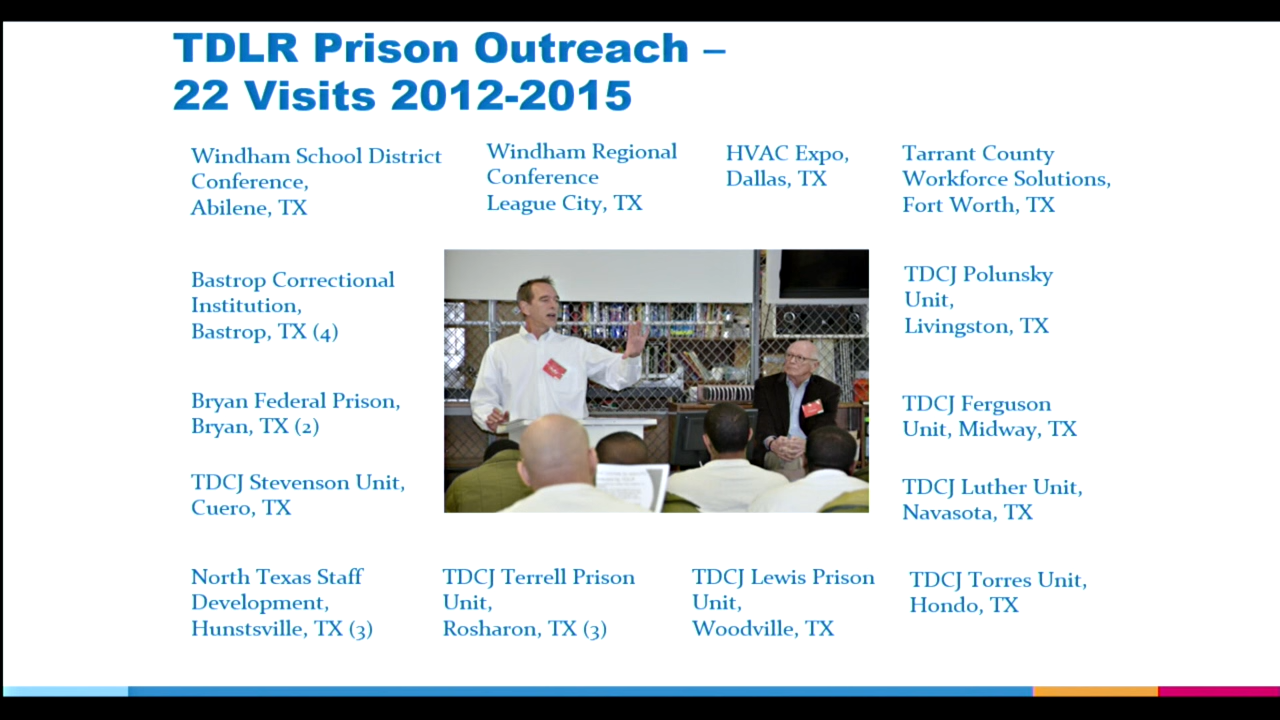 TDLR Prison Outreach –
22 Visits 2012-2015
Windham School District
Conference,
Abilene, TX
Windham Regional
Conference
League City, TX
HVAC Expo,
Dallas, TX
Tarrant County
Workforce Solutions,
Fort Worth, TX
Bastrop Correctional
Institution,
Bastrop, TX (4)
TDCJ Polunsky
Unit,
Livingston, TX
Bryan Federal Prison,
Bryan, TX (2)
TDCJ Ferguson
Unit, Midway, TX
TDCJ Stevenson Unit,
Cuero, TX
TDCJ Luther Unit,
Navasota, TX
North Texas Staff
Development,
Hunstsville, TX (3)
TDCJ Terrell Prison
Unit,
Rosharon, TX (3)
TDCJ Lewis Prison
Unit,
Woodville, TX
TDCJ Torres Unit,
Hondo, TX